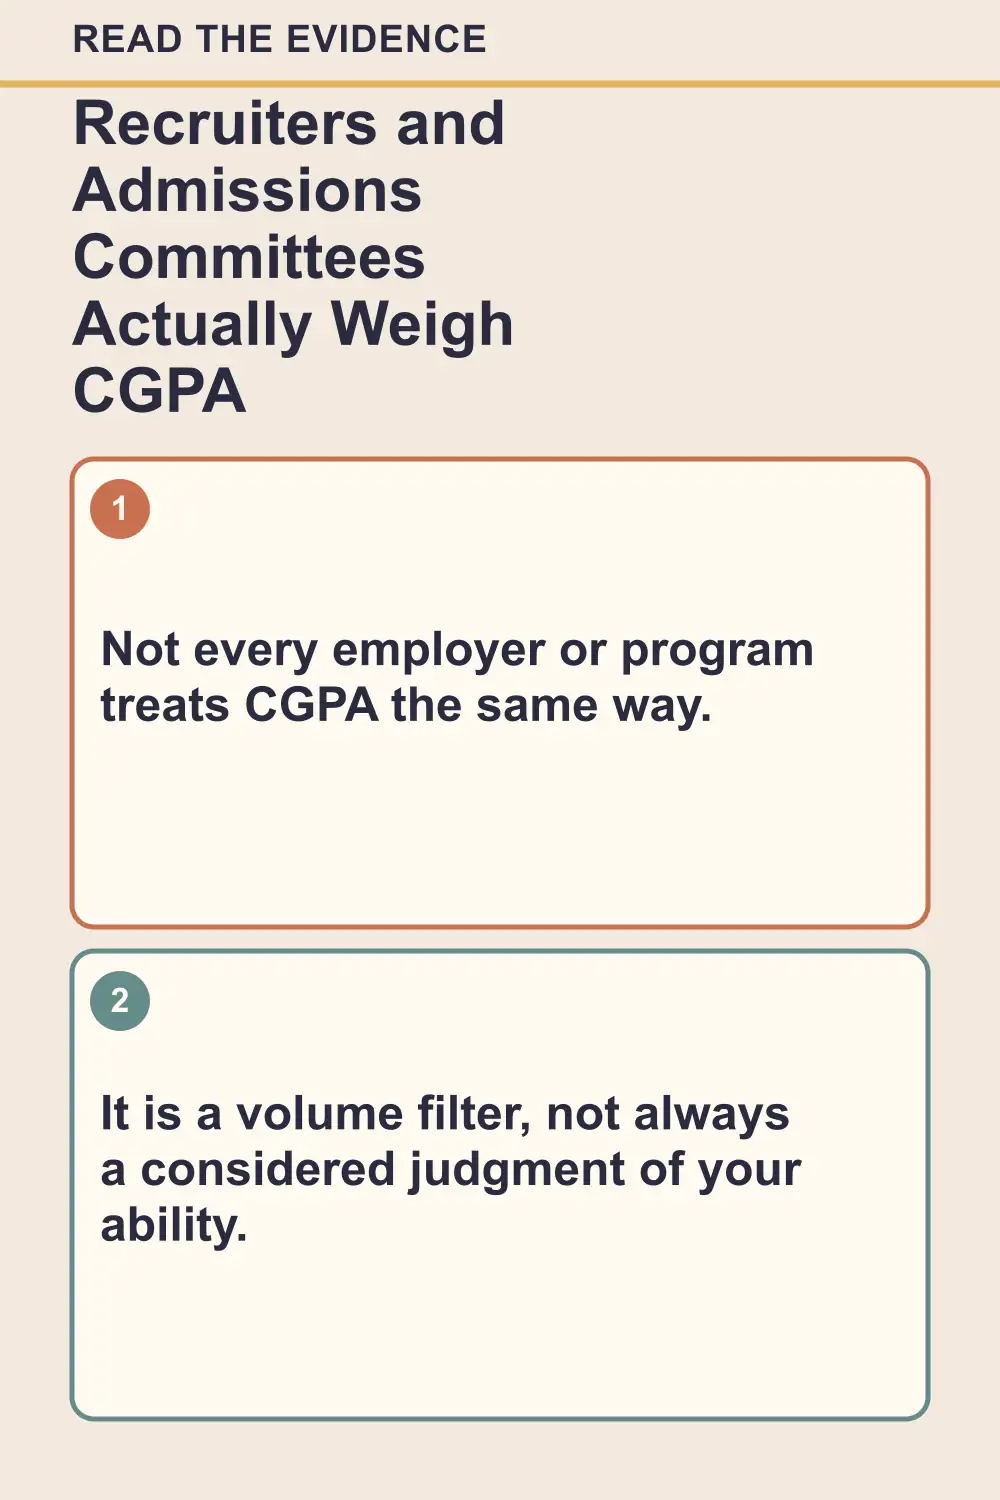 READ THE EVIDENCE
Recruiters and
Admissions
Committees
Actually Weigh
CGPA
1
Not every employer or program
treats CGPA the same way.
2
It is a volume filter, not always
a considered judgment of your
ability.